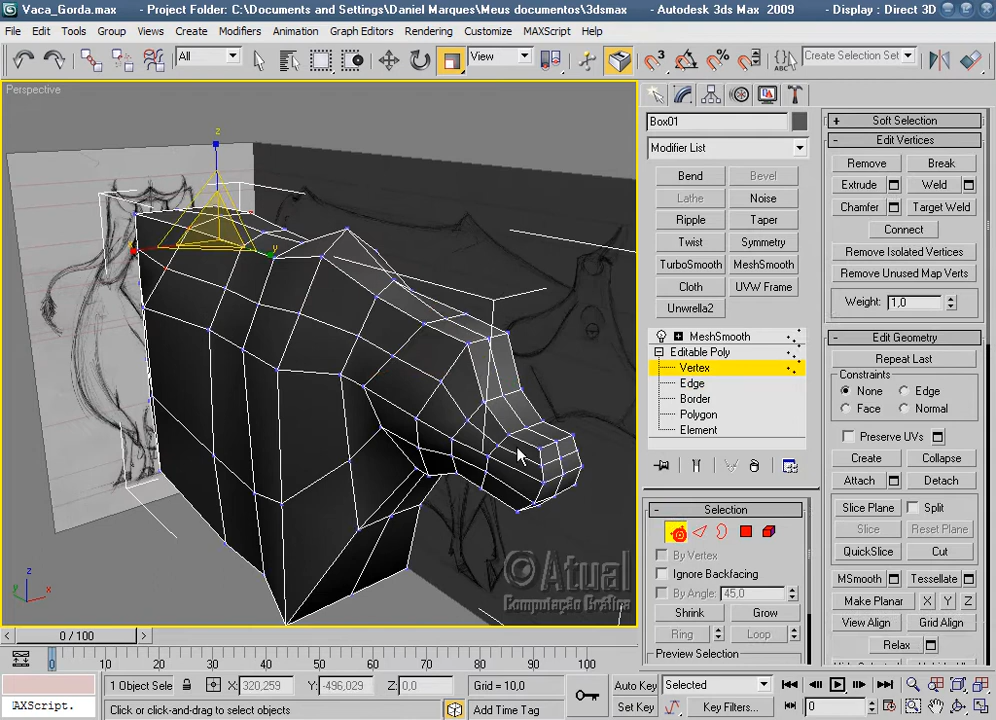 Vaca_Gorda.max - Project Folder: C:\Documents and Settings\Daniel Marques\Meus documentos\3dsmax - Autodesk 3ds Max 2009 - Display : Direct 3D
File Edit Tools Group Views Create Modifiers Animation Graph Editors Rendering Customize MAXScript Help
All View Create Selection Set
Perspective
z
y
x
Box01
Modifier List
Bend Bevel
Lathe Noise
Ripple Taper
Twist Symmetry
TurboSmooth MeshSmooth
Cloth UVW Frame
Unwrella2
MeshSmooth
Editable Poly
Vertex
Edge
Border
Polygon
Element
Selection
By Vertex
Ignore Backfacing
By Angle: 45,0
Shrink Grow
Ring Loop
Preview Selection
Soft Selection
Edit Vertices
Remove Break
Extrude Weld
Chamfer Target Weld
Connect
Remove Isolated Vertices
Remove Unused Map Verts
Weight: 1,0
Edit Geometry
Repeat Last
Constraints
None Edge
Face Normal
Preserve UVs
Create Collapse
Attach Detach
Slice Plane Split
Slice Reset Plane
QuickSlice Cut
MSmooth Tessellate
Make Planar X Y Z
View Align Grid Align
Relax
z
y
x
©Atual
Computação Gráfica
0 / 100
0 10 20 30 40 50 60 70 80 90 100
1 Object Sele X: 320,259 Y: -496,029 Z: 0,0 Grid = 10,0 Auto Key Selected
AXScript. Click or click-and-drag to select objects Add Time Tag Set Key Key Filters... 0